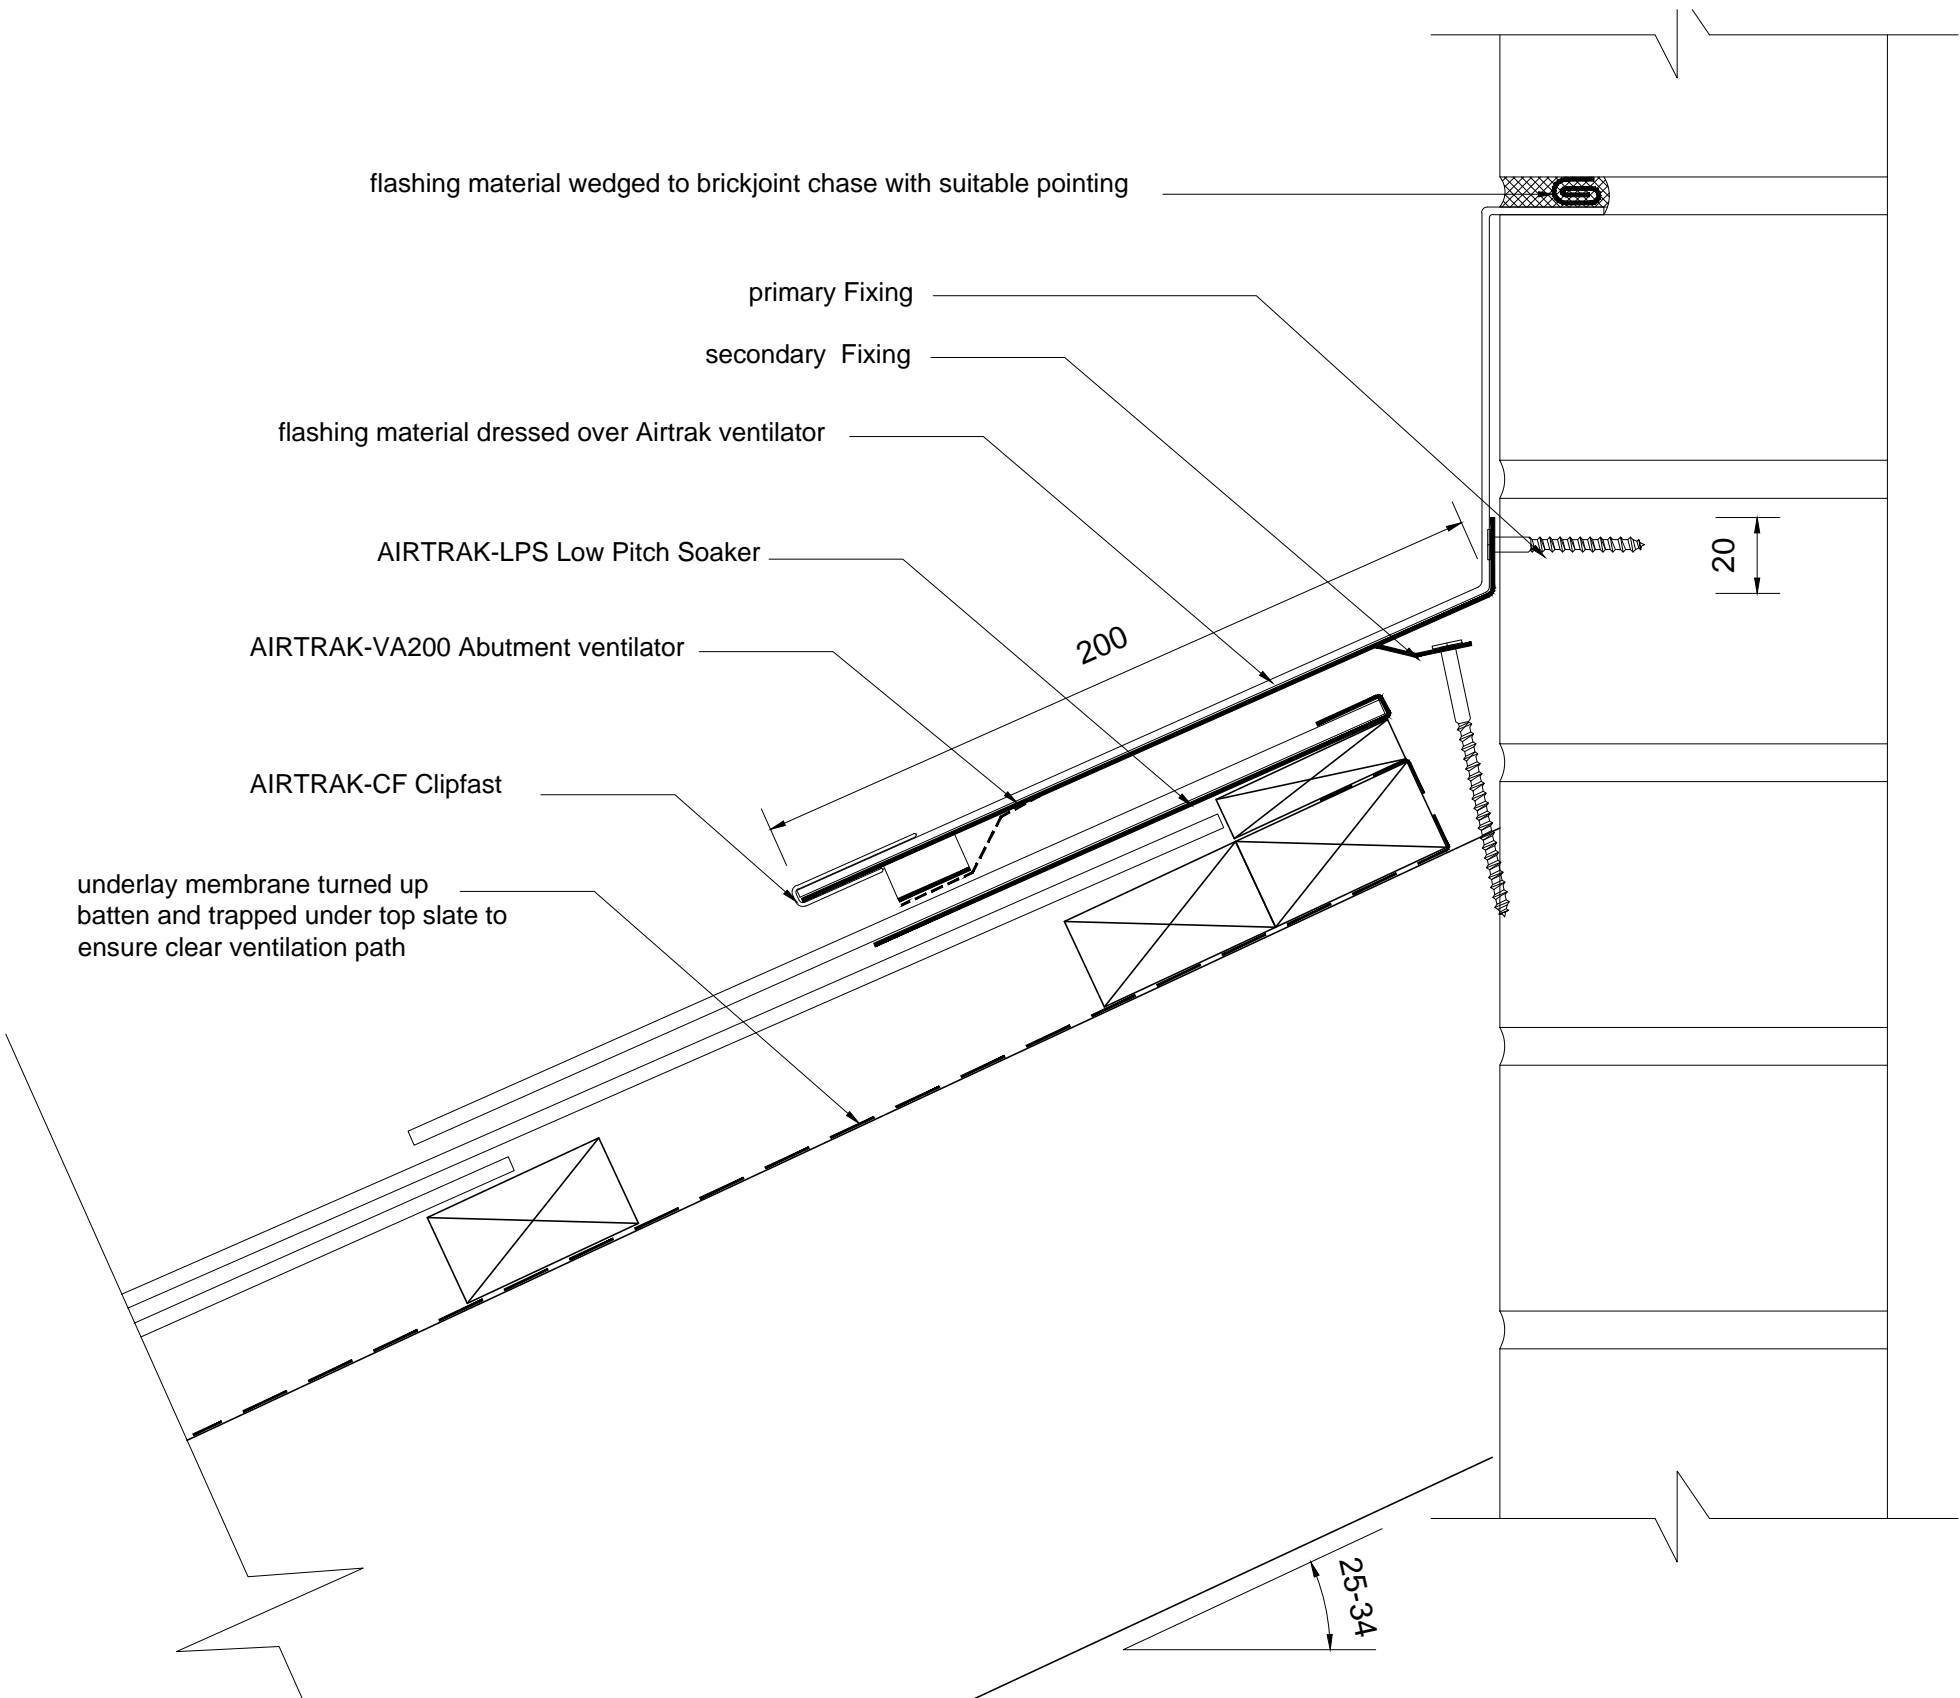 flashing material wedged to brickjoint chase with suitable pointing
primary Fixing
secondary  Fixing
flashing material dressed over Airtrak ventilator
AIRTRAK-LPS Low Pitch Soaker
20
200
AIRTRAK-VA200 Abutment ventilator
AIRTRAK-CF Clipfast
underlay membrane turned up
batten and trapped under top slate to
ensure clear ventilation path
25-34